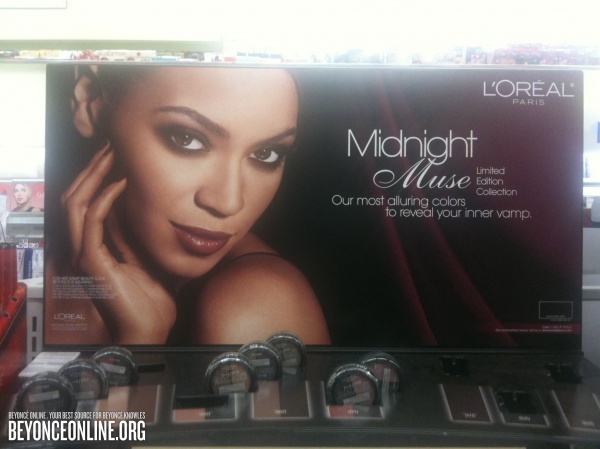 L'ORÉAL
PARIS
Midnight
Muse
Limited
Edition
Collection
Our most alluring colors
to reveal your inner vamp.
L'ORÉAL
BEYONCE ONLINE, YOUR BEST SOURCE FOR BEYONCE KNOWLES
BEYONCEONLINE.ORG